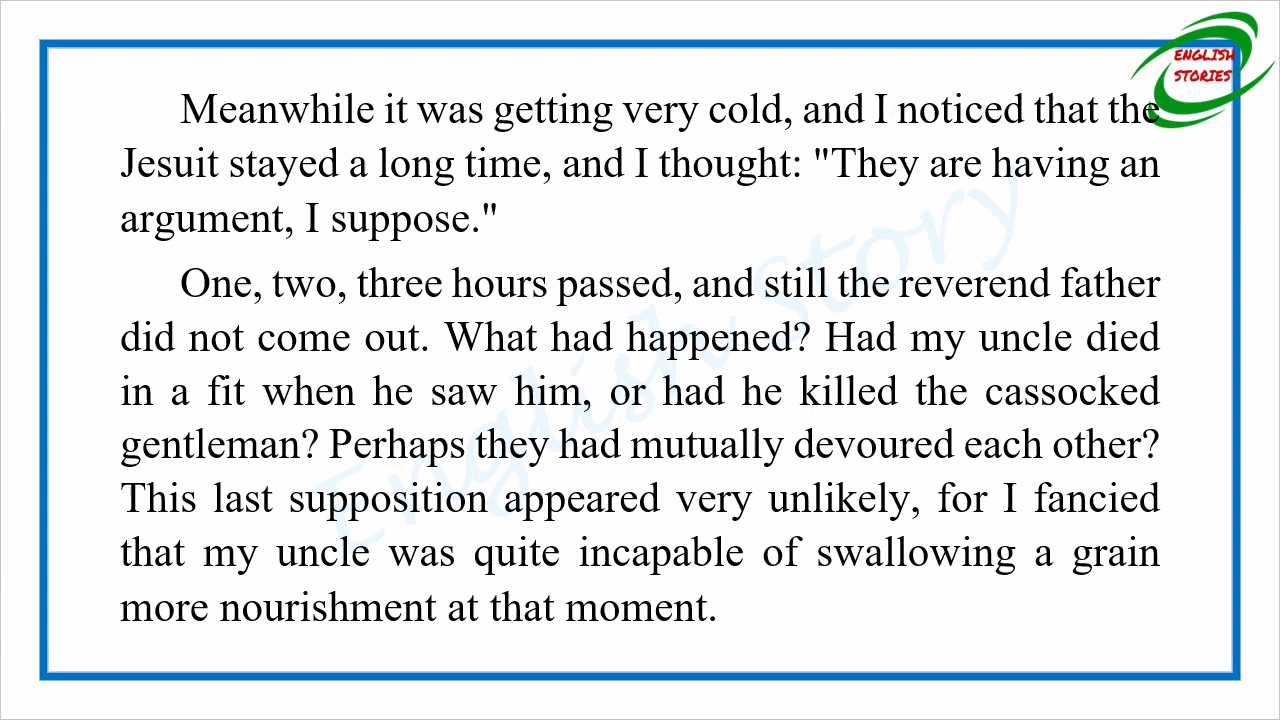 ENGLISH
STORIES
Meanwhile it was getting very cold, and I noticed that the
Jesuit stayed a long time, and I thought: "They are having an
argument, I suppose."
One, two, three hours passed, and still the reverend father
did not come out. What had happened? Had my uncle died
in a fit when he saw him, or had he killed the cassocked
gentleman? Perhaps they had mutually devoured each other?
This last supposition appeared very unlikely, for I fancied
that my uncle was quite incapable of swallowing a grain
more nourishment at that moment.
English Story